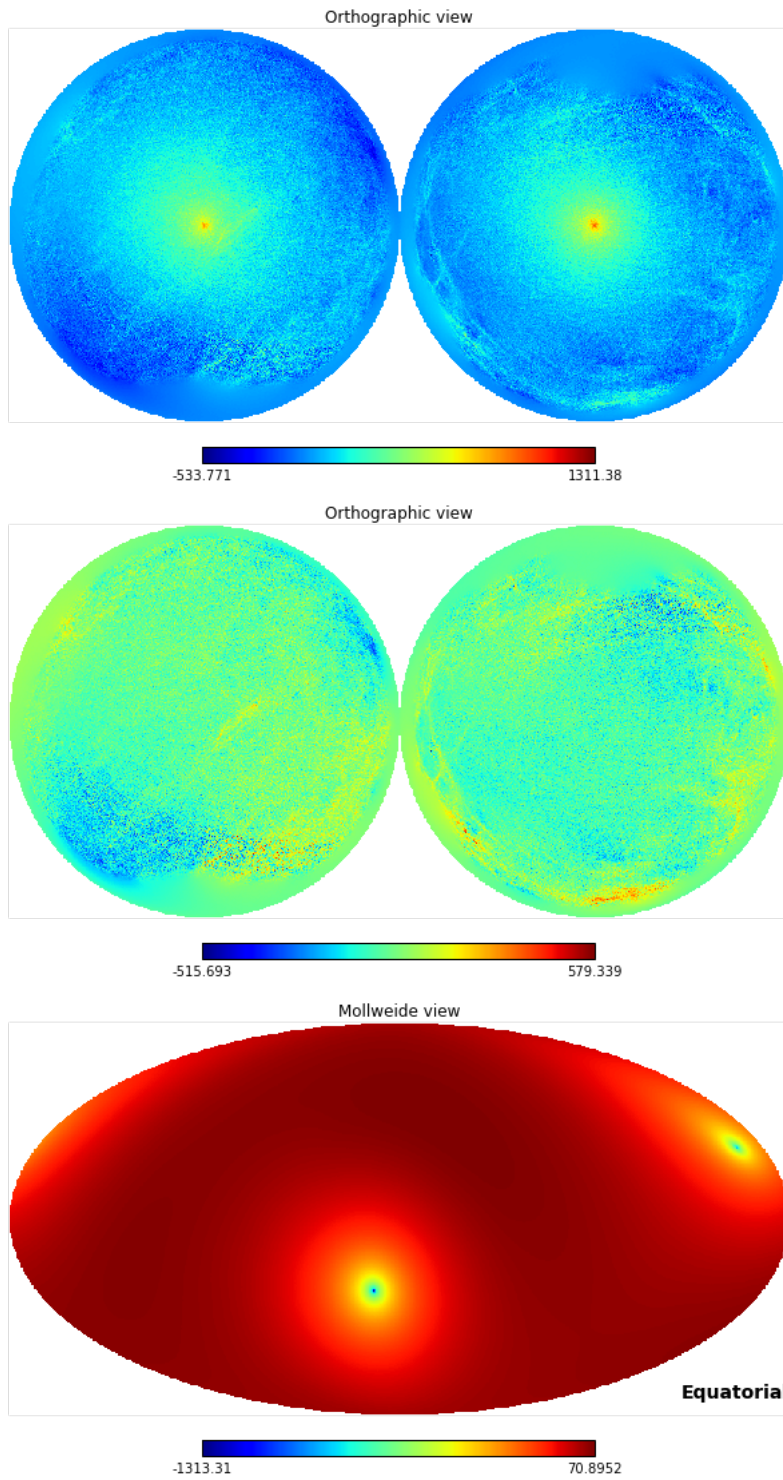 Orthographic view
-533.771 1311.38
Orthographic view
-515.693 579.339
Mollweide view
Equatoria
-1313.31 70.8952